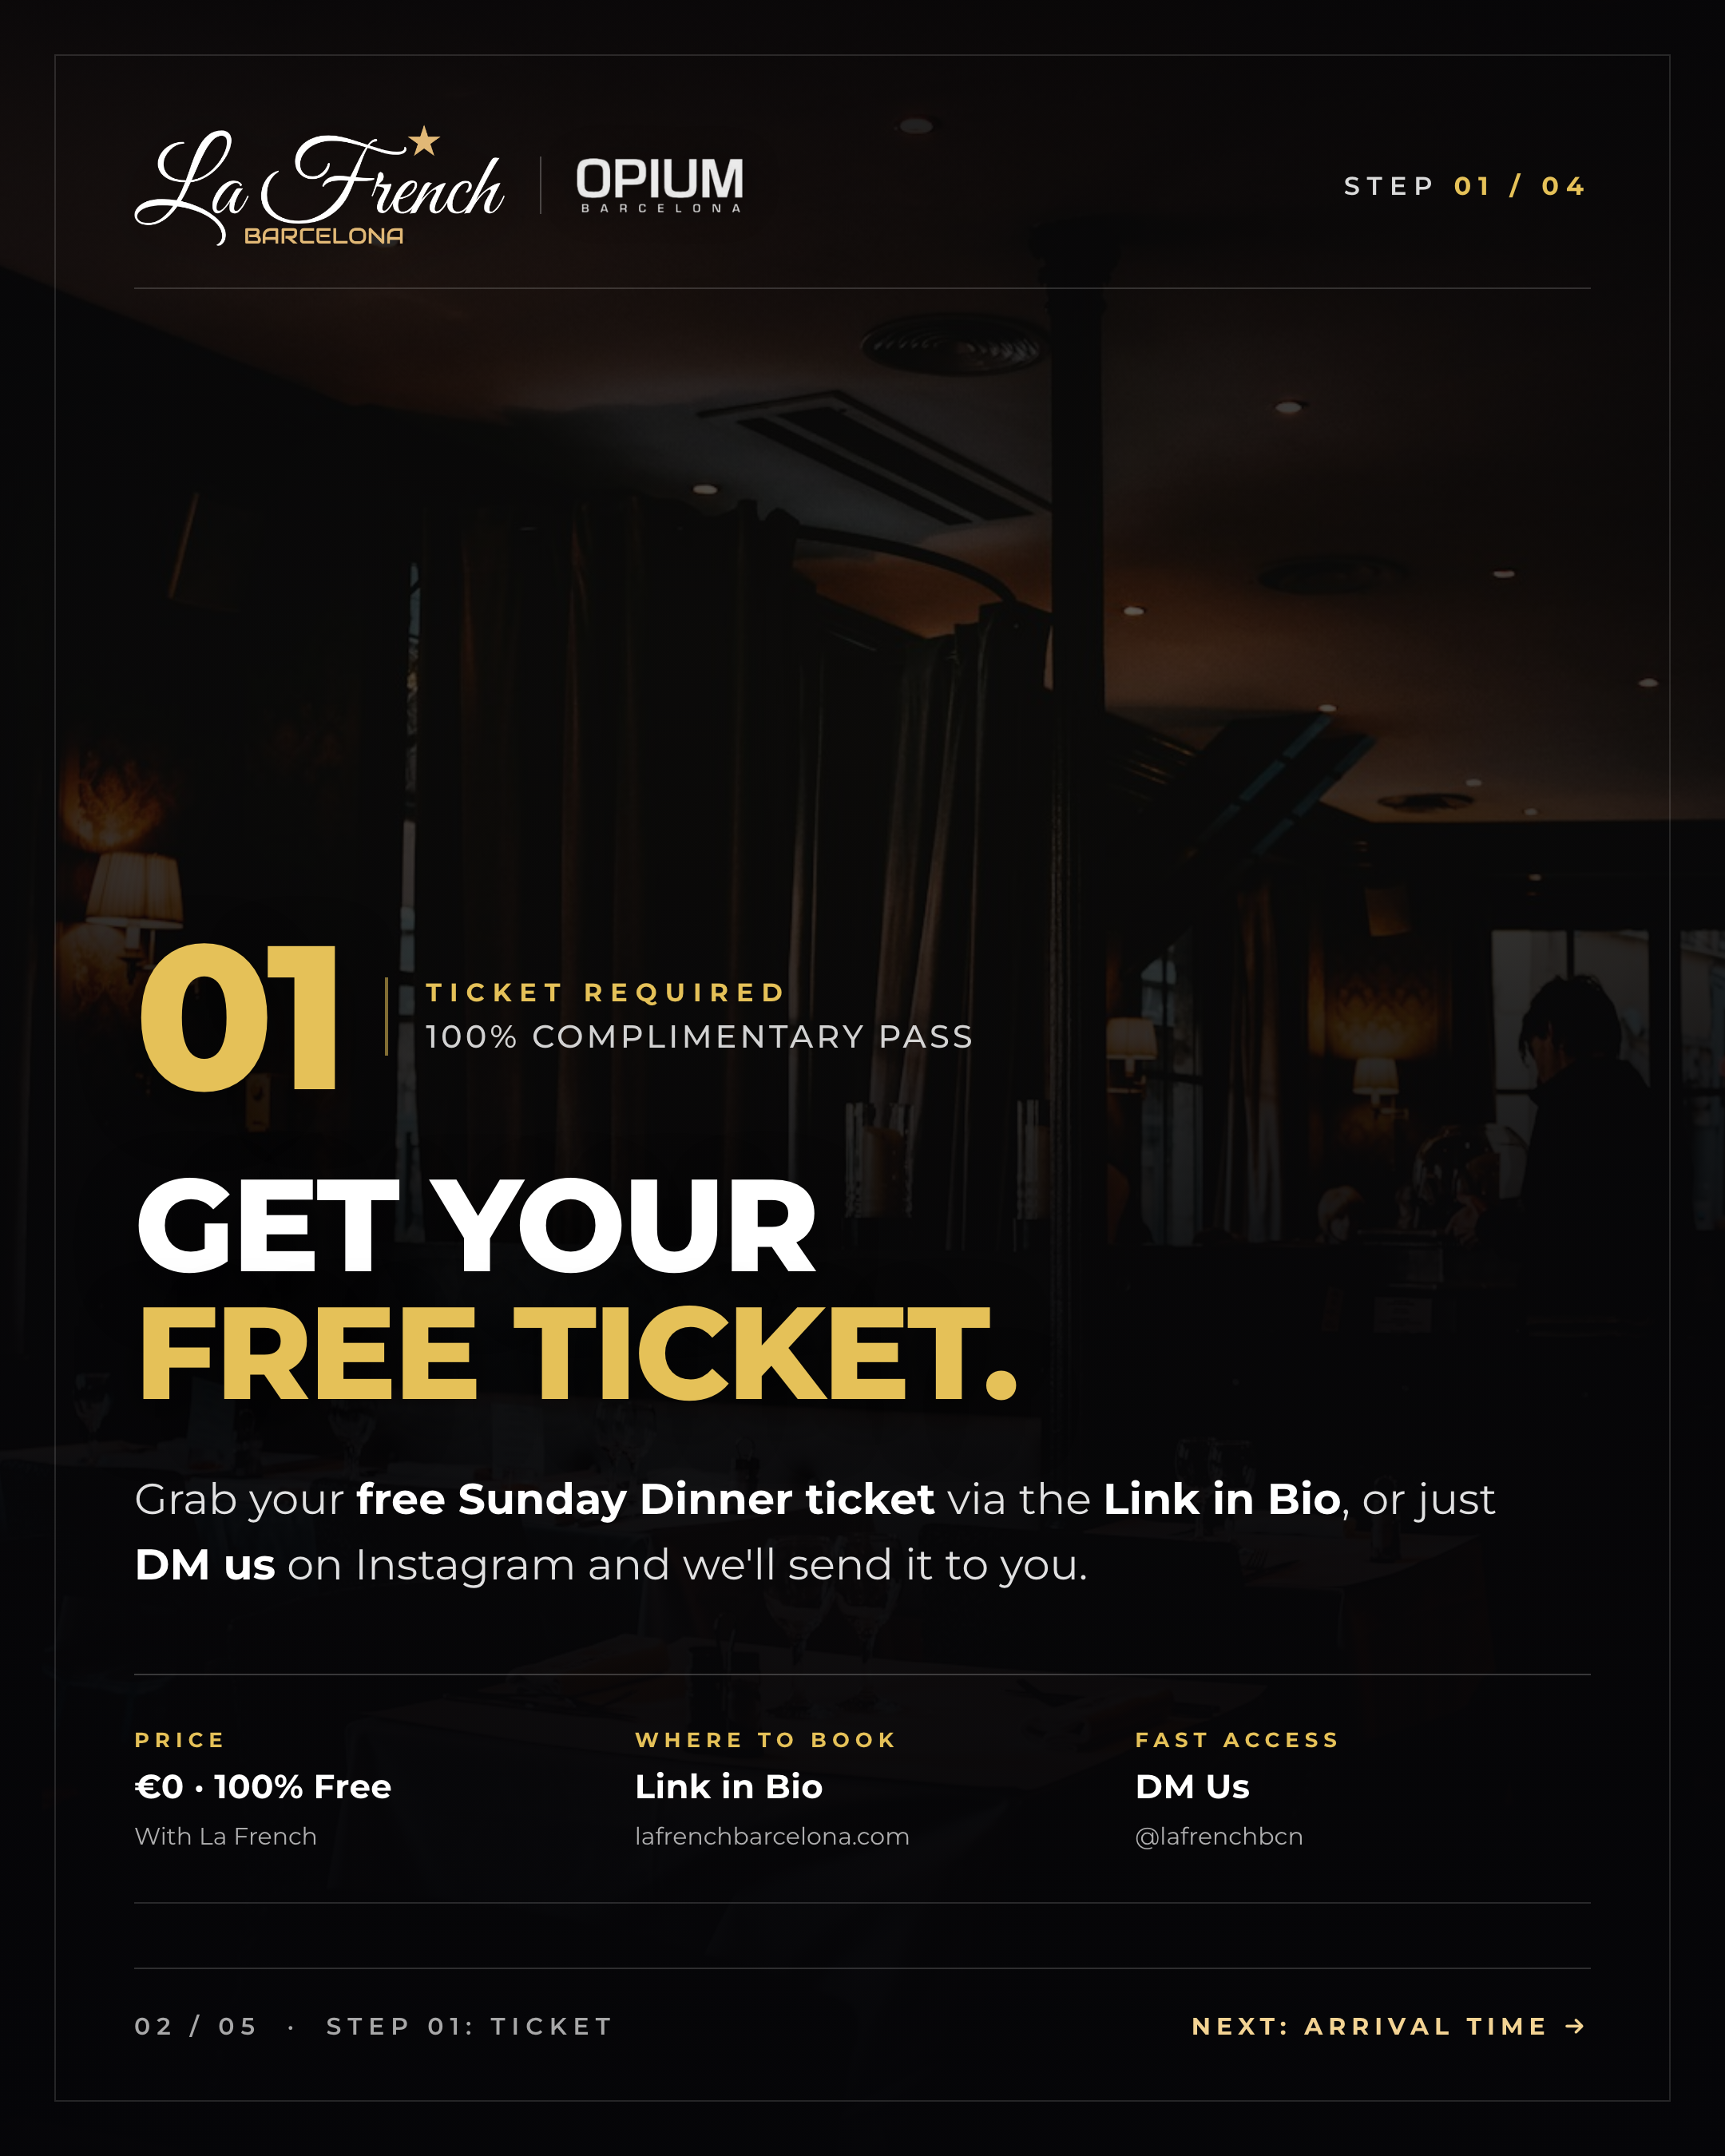 La French
BARCELONA
OPIUM
BARCELONA
STEP 01 / 04
01
TICKET REQUIRED
100% COMPLIMENTARY PASS
GET YOUR
FREE TICKET.
Grab your free Sunday Dinner ticket via the Link in Bio, or just
DM us on Instagram and we'll send it to you.
PRICE
€0 · 100% Free
With La French
WHERE TO BOOK
Link in Bio
lafrenchbarcelona.com
FAST ACCESS
DM Us
@lafrenchbcn
02 / 05 · STEP 01: TICKET
NEXT: ARRIVAL TIME →